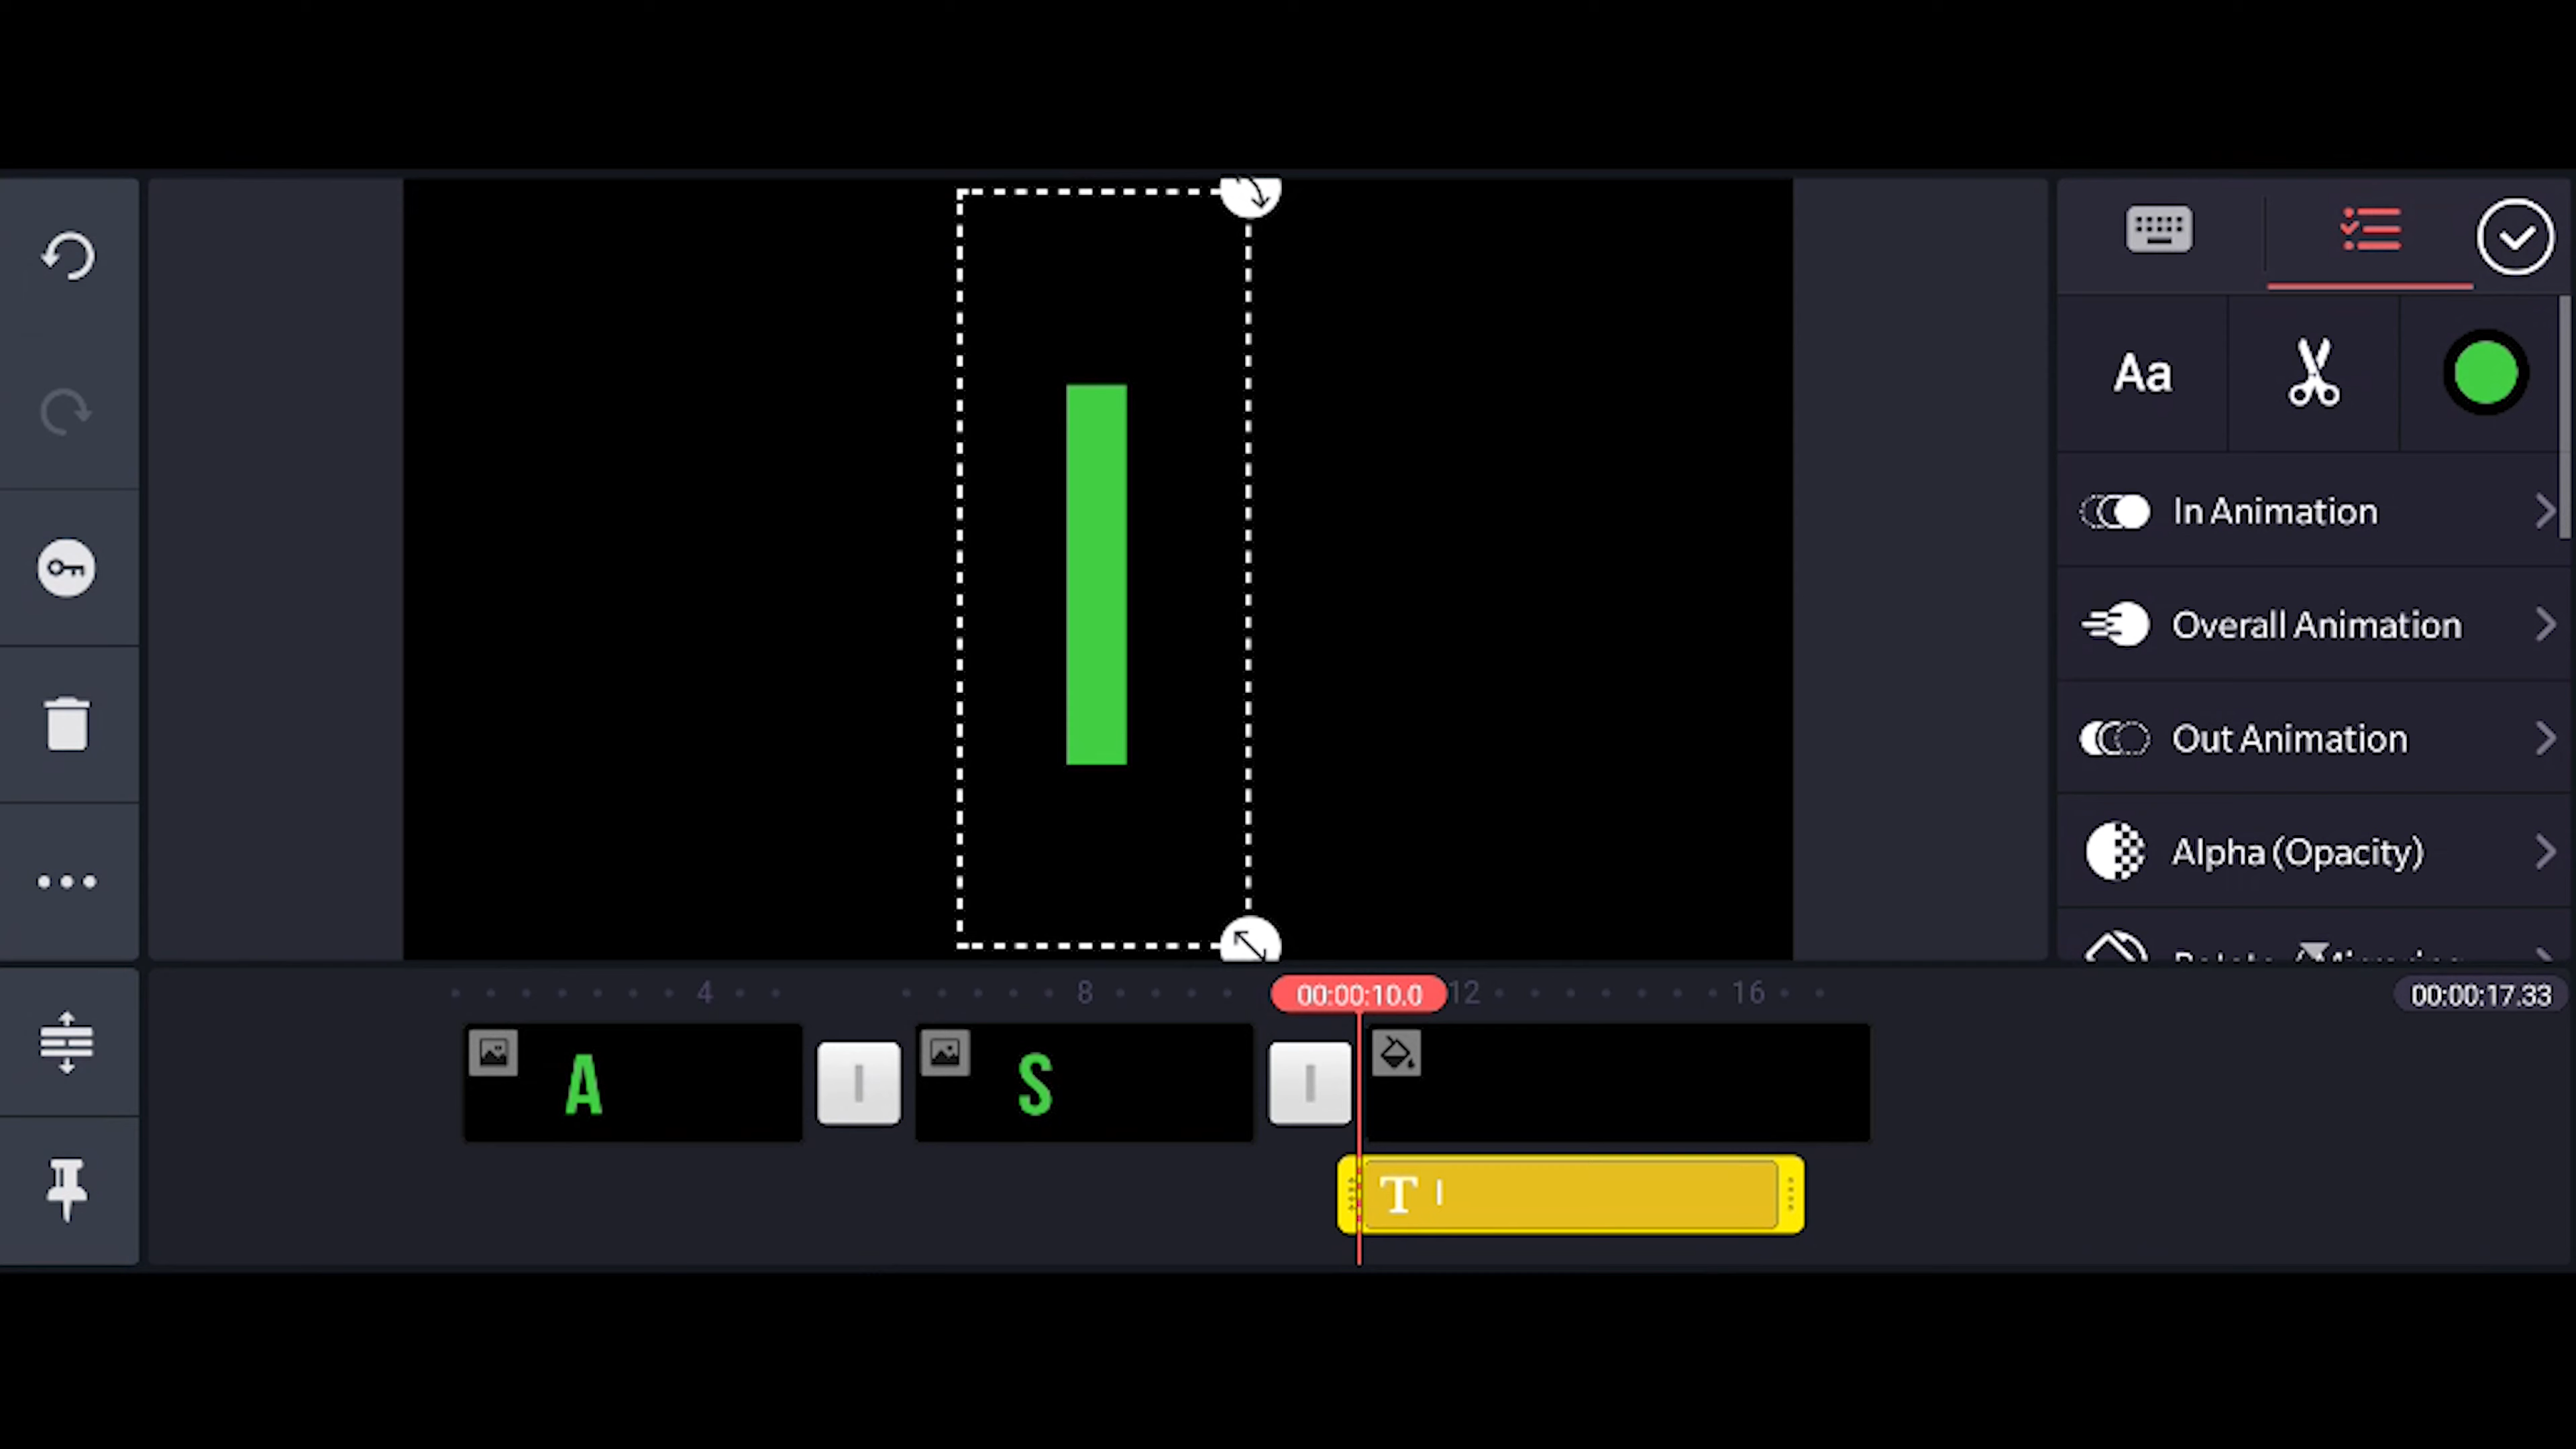 I
Aa
In Animation
Overall Animation
Out Animation
Alpha (Opacity)
4
8
00:00:10.0
12
16
00:00:17.33
A
S
T I